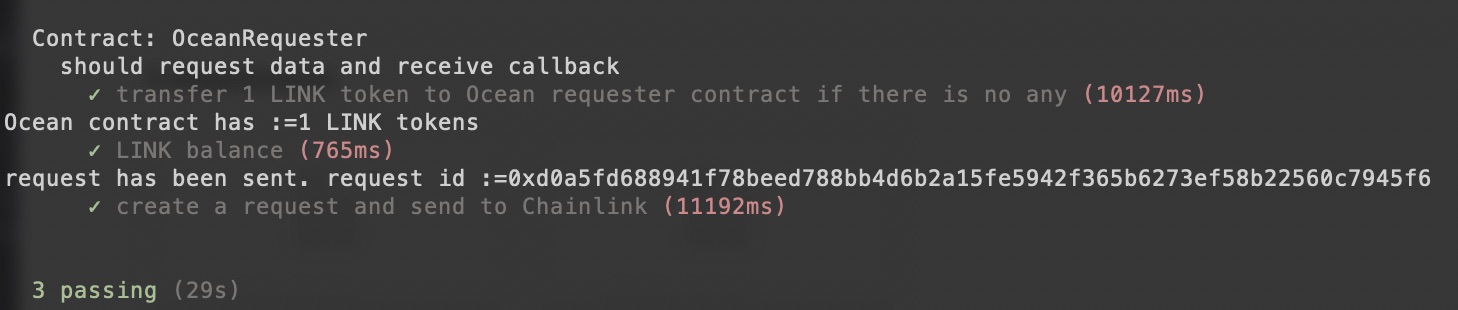 Contract: OceanRequester
should request data and receive callback
✓ transfer 1 LINK token to Ocean requester contract if there is no any (10127ms)
Ocean contract has :=1 LINK tokens
✓ LINK balance (765ms)
request has been sent. request id :=0xd0a5fd688941f78beed788bb4d6b2a15fe5942f365b6273ef58b22560c7945f6
✓ create a request and send to Chainlink (11192ms)
3 passing (29s)